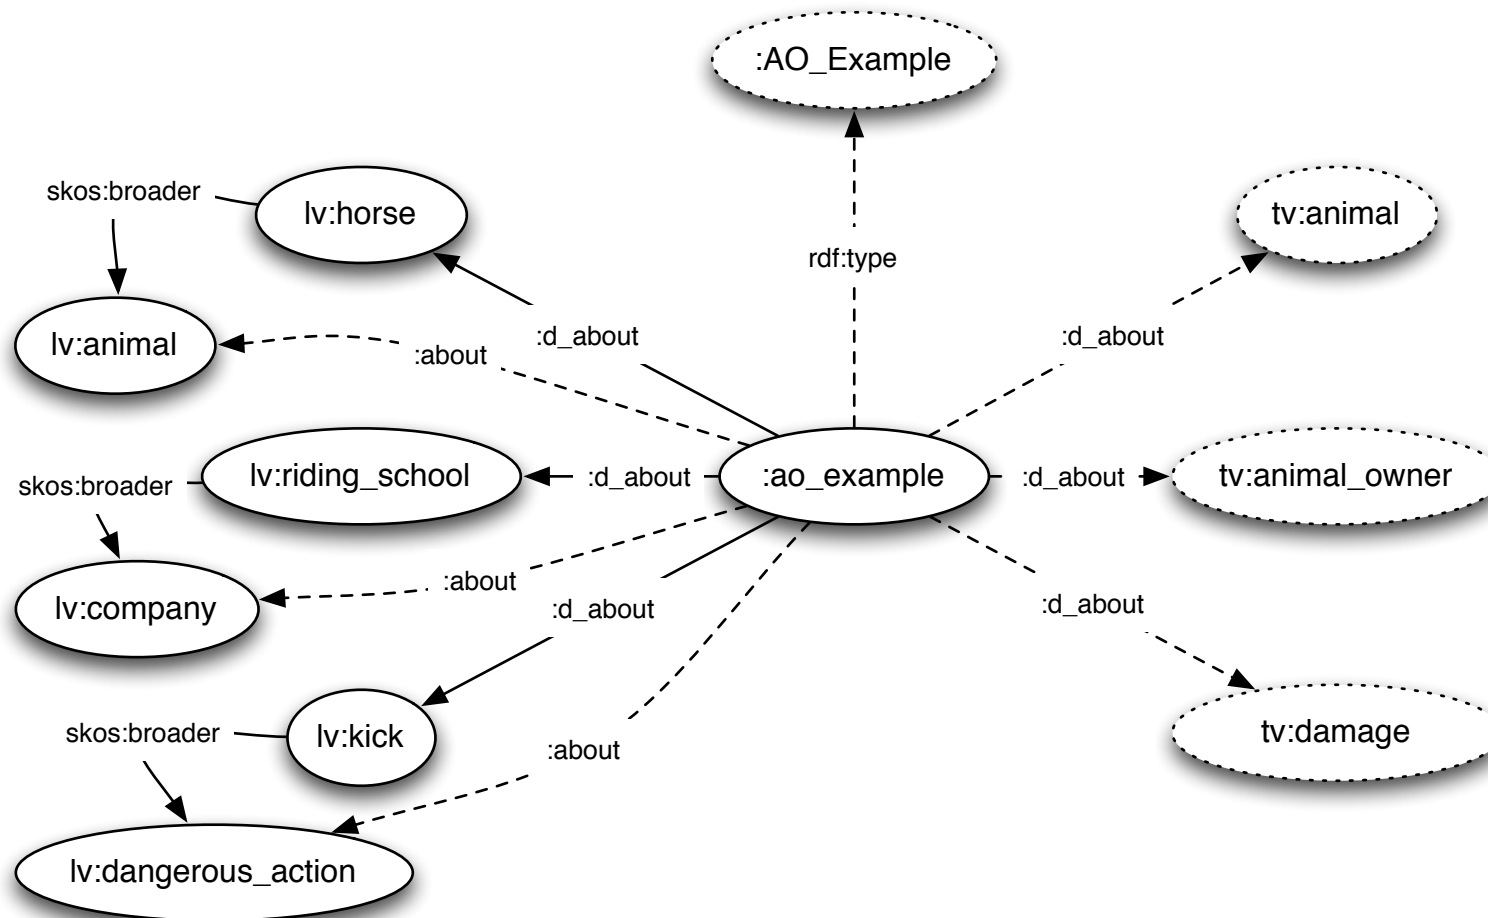 :AO_Example
skos:broader
lv:horse
tv:animal
rdf:type
lv:animal
:about
:d_about
:d_about
skos:broader
lv:riding_school
:d_about
:ao_example
:d_about
tv:animal_owner
lv:company
:about
:d_about
:d_about
skos:broader
lv:kick
:about
tv:damage
lv:dangerous_action